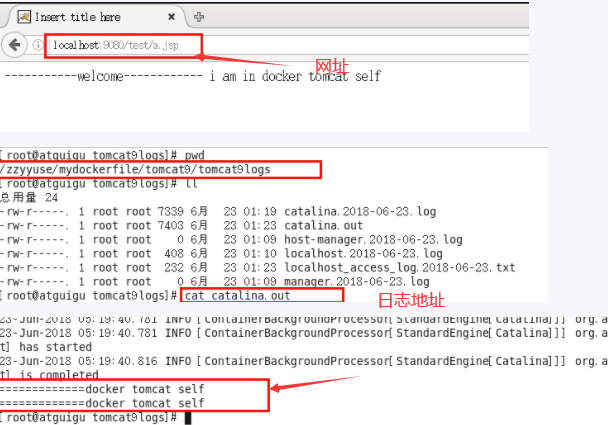 Insert title here
localhost:9080/test/a.jsp
网址
-----------welcome------------ i am in docker tomcat self
[root@atguigu tomcat9logs]# pwd
/zzyyuse/mydockerfile/tomcat9/tomcat9logs
[root@atguigu tomcat9logs]# ll
总用量 24
-rw-r-----. 1 root root 7339 6月 23 01:19 catalina.2018-06-23.log
-rw-r-----. 1 root root 7403 6月 23 01:23 catalina.out
-rw-r-----. 1 root root 0 6月 23 01:09 host-manager.2018-06-23.log
-rw-r-----. 1 root root 408 6月 23 01:10 localhost.2018-06-23.log
-rw-r-----. 1 root root 232 6月 23 01:23 localhost_access_log.2018-06-23.txt
-rw-r-----. 1 root root 0 6月 23 01:09 manager.2018-06-23.log
[root@atguigu tomcat9logs]# cat catalina.out
日志地址
23-Jun-2018 05:19:40.781 INFO [ContainerBackgroundProcessor[StandardEngine[Catalina]]] org.a
23-Jun-2018 05:19:40.781 INFO [ContainerBackgroundProcessor[StandardEngine[Catalina]]] org.a
t] has started
23-Jun-2018 05:19:40.816 INFO [ContainerBackgroundProcessor[StandardEngine[Catalina]]] org.a
t] is completed
=============docker tomcat self
=============docker tomcat self
[root@atguigu tomcat9logs]#